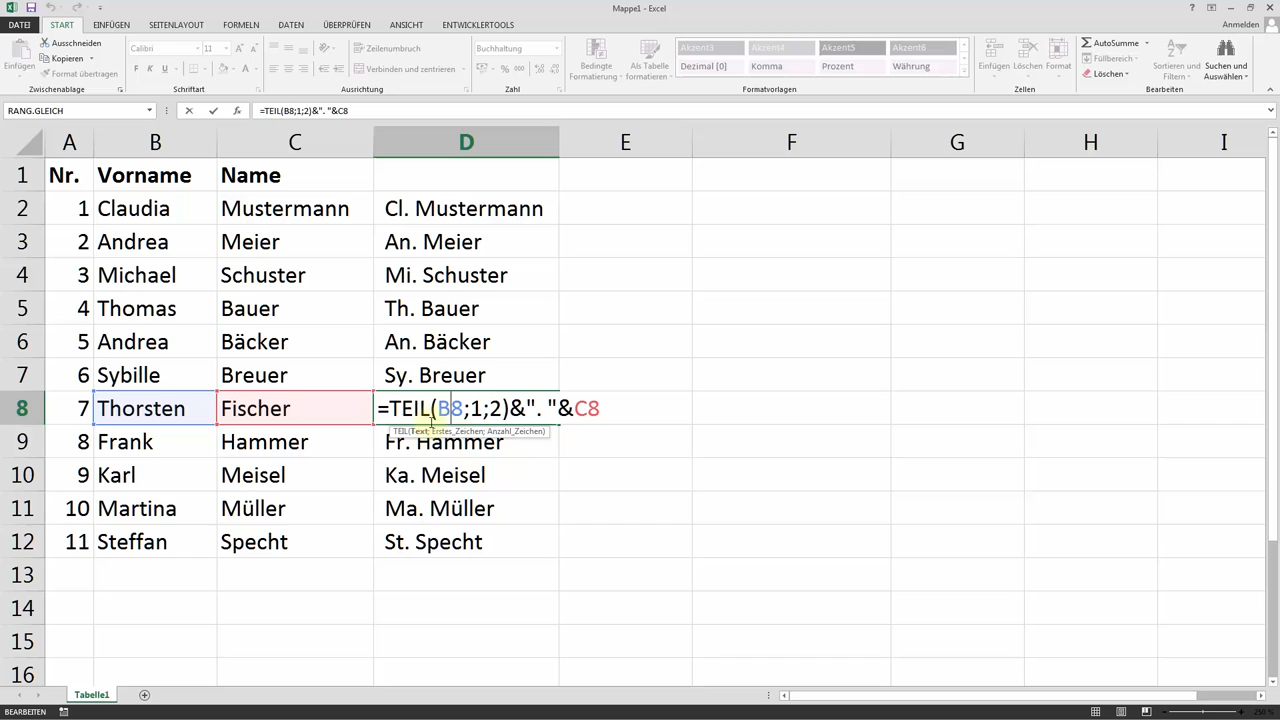 Mappe1 - Excel
DATEI START EINFÜGEN SEITENLAYOUT FORMELN DATEN ÜBERPRÜFEN ANSICHT ENTWICKLERTOOLS Anmelden
Einfügen
Ausschneiden
Kopieren
Format übertragen
Zwischenablage
Calibri 11
F K U
Schriftart
Zeilenumbruch
Verbinden und zentrieren
Ausrichtung
Buchhaltung
% 000
Zahl
Bedingte Formatierung
Als Tabelle formatieren
Akzent3 Akzent4 Akzent5 Akzent6
Dezimal [0] Komma Prozent Währung
Formatvorlagen
Einfügen Löschen Format
Zellen
AutoSumme
Füllbereich
Löschen
Sortieren und Filtern
Suchen und Auswählen
Bearbeiten
RANG.GLEICH =TEIL(B8;1;2)&". "&C8
A B C D E F G H I
1 Nr. Vorname Name
2 1 Claudia Mustermann Cl. Mustermann
3 2 Andrea Meier An. Meier
4 3 Michael Schuster Mi. Schuster
5 4 Thomas Bauer Th. Bauer
6 5 Andrea Bäcker An. Bäcker
7 6 Sybille Breuer Sy. Breuer
8 7 Thorsten Fischer =TEIL(B8;1;2)&". "&C8
TEIL(Text; Erstes_Zeichen; Anzahl_Zeichen)
9 8 Frank Hammer Fr. Hammer
10 9 Karl Meisel Ka. Meisel
11 10 Martina Müller Ma. Müller
12 11 Steffan Specht St. Specht
13
14
15
16
Tabelle1
BEARBEITEN